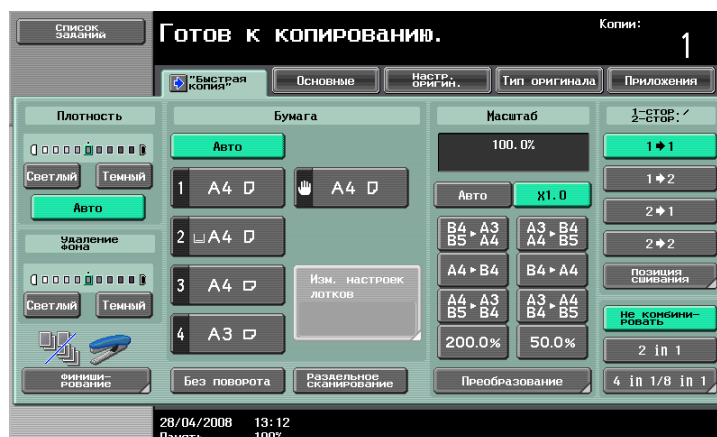 Список
заданий
Готов к копированию.
Копии:
1
"Быстрая
копия"
Основные
Настр.
оригин.
Тип оригинала
Приложения
Плотность
Светлый
Темный
Авто
Удаление
фона
Светлый
Темный
Финиши-
рование
Бумага
Авто
1 A4
A4
2 A4
3 A4
Изм. настроек
лотков
4 A3
Без поворота
Раздельное
сканирование
Масштаб
100.0%
Авто
X1.0
B4 ▸ A3
B5 ▸ A4
A3 ▸ B4
A4 ▸ B5
A4 ▸ B4
B4 ▸ A4
A4 ▸ A3
B5 ▸ B4
A3 ▸ A4
B4 ▸ B5
200.0%
50.0%
Преобразование
1-стор./
2-стор.
1 ➔ 1
1 ➔ 2
2 ➔ 1
2 ➔ 2
Позиция
сшивания
Не комбини-
ровать
2 in 1
4 in 1/8 in 1
28/04/2008 13:12
Память 100%